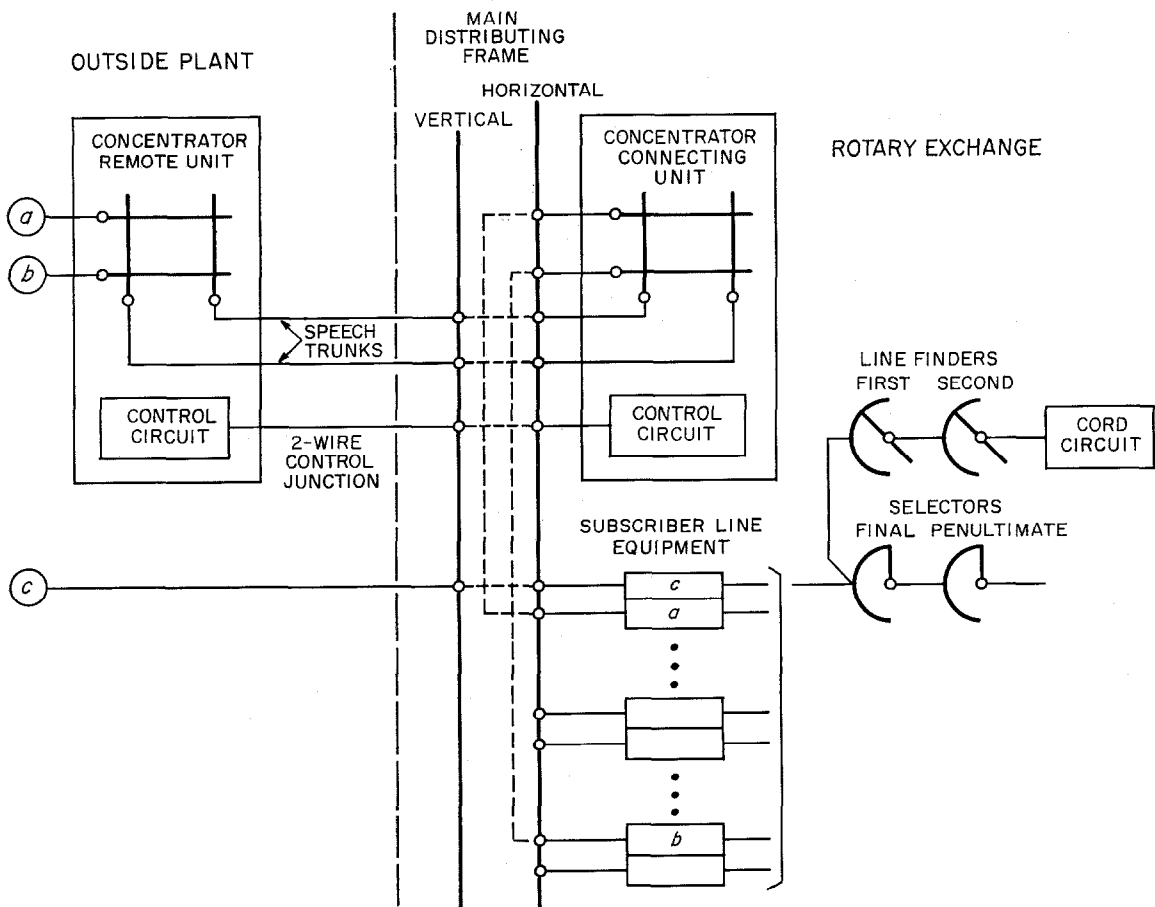 OUTSIDE PLANT
MAIN
DISTRIBUTING
FRAME
HORIZONTAL
VERTICAL
CONCENTRATOR
REMOTE UNIT
CONCENTRATOR
CONNECTING
UNIT
ROTARY EXCHANGE
a
b
SPEECH
TRUNKS
CONTROL
CIRCUIT
2-WIRE
CONTROL
JUNCTION
CONTROL
CIRCUIT
LINE FINDERS
FIRST SECOND
CORD
CIRCUIT
SELECTORS
FINAL PENULTIMATE
SUBSCRIBER LINE
EQUIPMENT
c
c
a
b